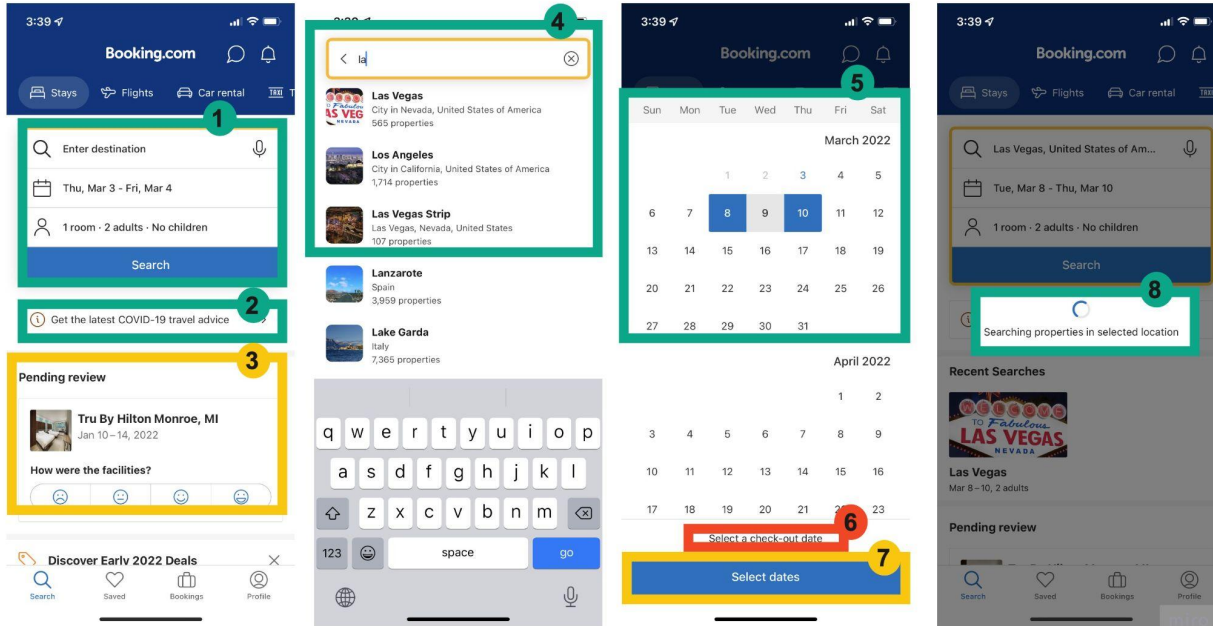 3:39
Booking.com
Stays Flights Car rental TAXI T
1
Enter destination
Thu, Mar 3 - Fri, Mar 4
1 room · 2 adults · No children
Search
2
Get the latest COVID-19 travel advice
3
Pending review
Tru By Hilton Monroe, MI
Jan 10 – 14, 2022
How were the facilities?
Discover Early 2022 Deals
Search Saved Bookings Profile
4
la
Las Vegas
City in Nevada, United States of America
565 properties
Los Angeles
City in California, United States of America
1,714 properties
Las Vegas Strip
Las Vegas, Nevada, United States
107 properties
Lanzarote
Spain
3,959 properties
Lake Garda
Italy
7,365 properties
q w e r t y u i o p
a s d f g h j k l
z x c v b n m
123 space go
3:39
Booking.com
5
Sun Mon Tue Wed Thu Fri Sat
March 2022
1 2 3 4 5
6 7 8 9 10 11 12
13 14 15 16 17 18 19
20 21 22 23 24 25 26
27 28 29 30 31
April 2022
1 2
3 4 5 6 7 8 9
10 11 12 13 14 15 16
17 18 19 20 21 23
6
Select a check-out date
7
Select dates
3:39
Booking.com
Stays Flights Car rental TAXI
Las Vegas, United States of Am...
Tue, Mar 8 - Thu, Mar 10
1 room · 2 adults · No children
Search
8
Searching properties in selected location
Recent Searches
WELCOME
TO Fabulous
LAS VEGAS
NEVADA
Las Vegas
Mar 8 – 10, 2 adults
Pending review
Search Saved Bookings Profile